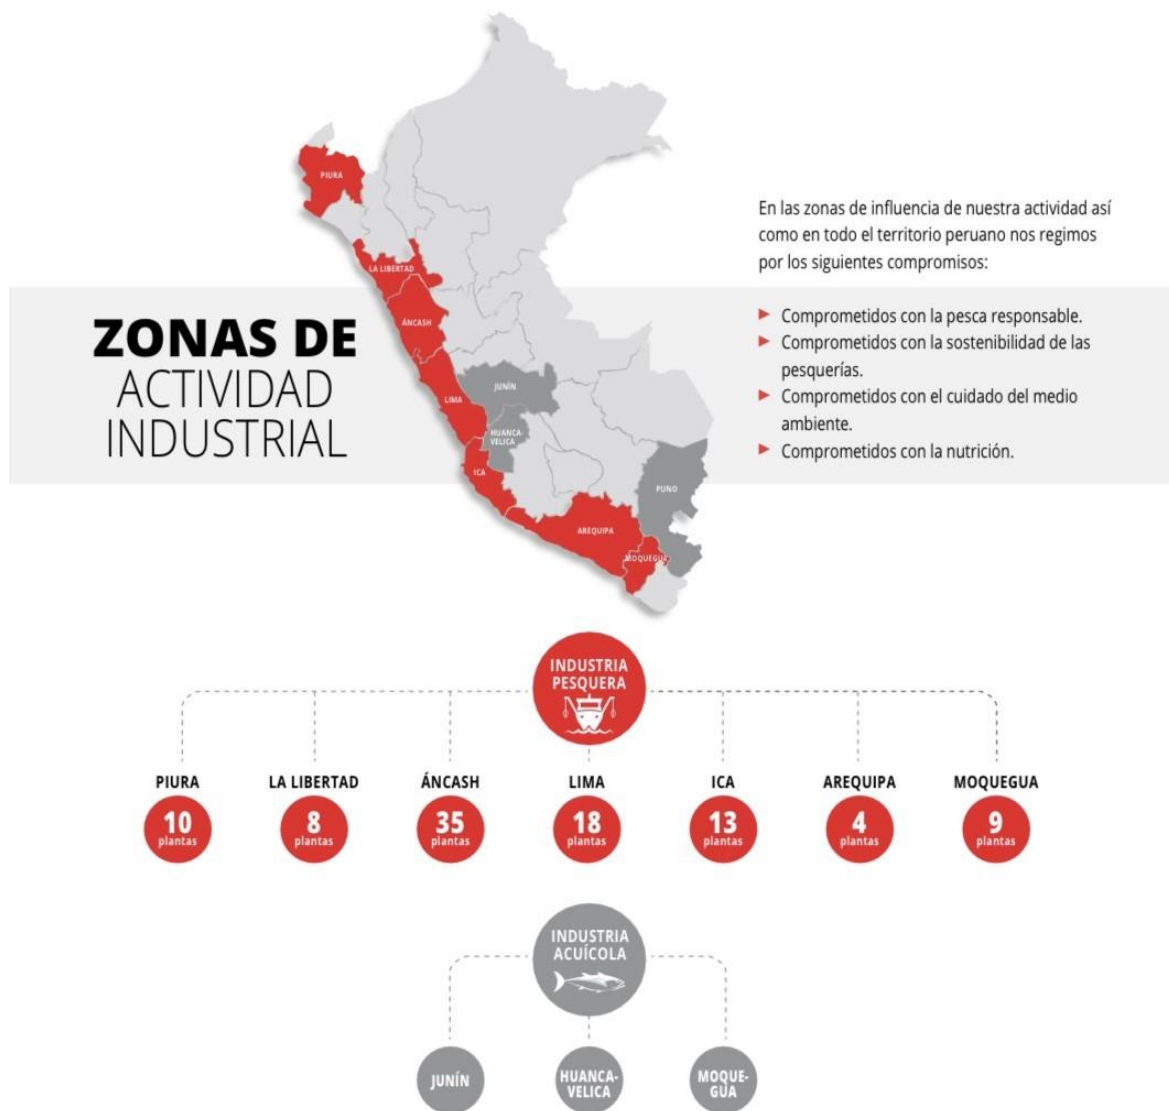 PIURA
LA LIBERTAD
ÁNCASH
LIMA
JUNÍN
HUANCA-
VELICA
ICA
AREQUIPA
MOQUEGUA
PUNO
ZONAS DE
ACTIVIDAD
INDUSTRIAL
En las zonas de influencia de nuestra actividad así
como en todo el territorio peruano nos regimos
por los siguientes compromisos:
Comprometidos con la pesca responsable.
Comprometidos con la sostenibilidad de las
pesquerías.
Comprometidos con el cuidado del medio
ambiente.
Comprometidos con la nutrición.
INDUSTRIA
PESQUERA
PIURA
10
plantas
LA LIBERTAD
8
plantas
ÁNCASH
35
plantas
LIMA
18
plantas
ICA
13
plantas
AREQUIPA
4
plantas
MOQUEGUA
9
plantas
INDUSTRIA
ACUÍCOLA
JUNÍN
HUANCA-
VELICA
MOQUE-
GUA